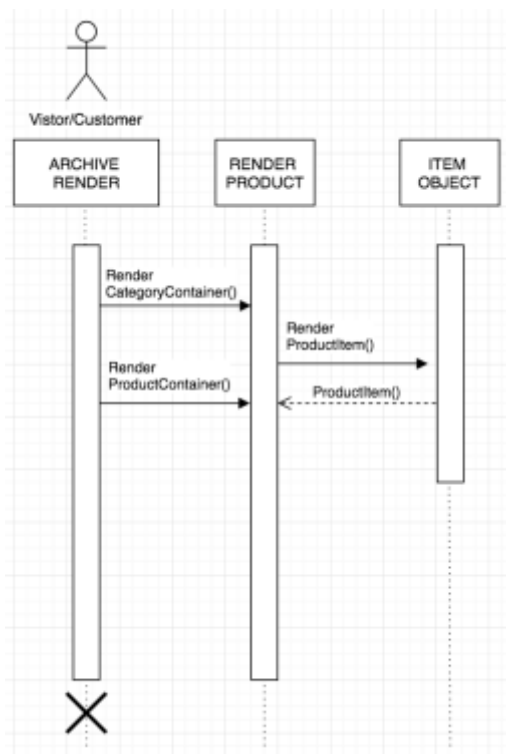 Vistor/Customer
ARCHIVE
RENDER
RENDER
PRODUCT
ITEM
OBJECT
Render
CategoryContainer()
Render
ProductItem()
Render
ProductContainer()
ProductItem()